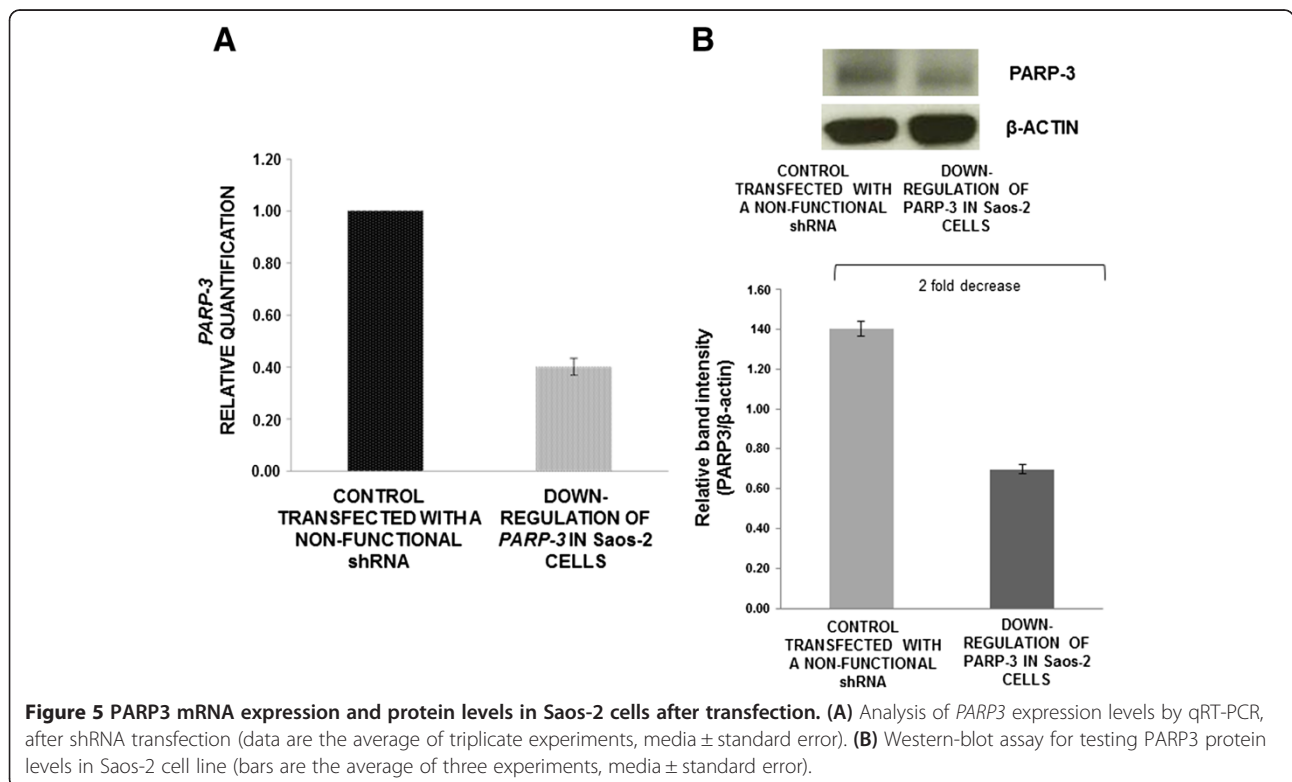 A
1.20
1.00
0.80
0.60
0.40
0.20
0.00
PARP-3
RELATIVE QUANTIFICATION
CONTROL
TRANSFECTED WITH A
NON-FUNCTIONAL
shRNA
DOWN-
REGULATION OF
PARP-3 IN Saos-2
CELLS
B
PARP-3
β-ACTIN
CONTROL
TRANSFECTED WITH
A NON-FUNCTIONAL
shRNA
DOWN-
REGULATION OF
PARP-3 IN Saos-2
CELLS
2 fold decrease
1.60
140
1.20
1.00
0.80
0.60
0.40
0.20
0.00
Relative band intensity
(PARP3/β-actin)
CONTROL
TRANSFECTED WITH
A NON-FUNCTIONAL
shRNA
DOWN-
REGULATION OF
PARP-3 IN Saos-2
CELLS
Figure 5 PARP3 mRNA expression and protein levels in Saos-2 cells after transfection. (A) Analysis of PARP3 expression levels by qRT-PCR,
after shRNA transfection (data are the average of triplicate experiments, media ± standard error). (B) Western-blot assay for testing PARP3 protein
levels in Saos-2 cell line (bars are the average of three experiments, media ± standard error).